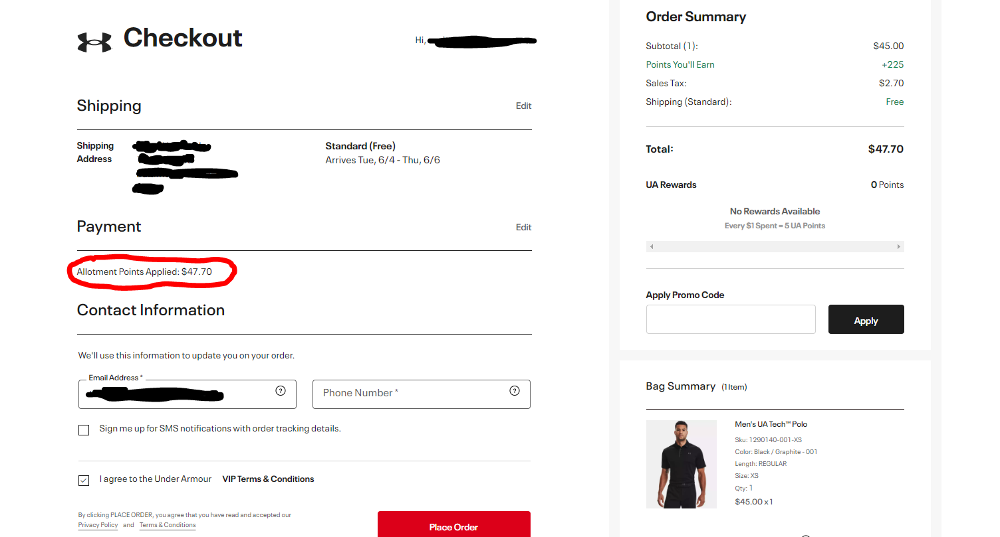 Checkout
Hi,
Shipping
Edit
Shipping
Address
Standard (Free)
Arrives Tue, 6/4 - Thu, 6/6
Payment
Edit
Allotment Points Applied: $47.70
Contact Information
We'll use this information to update you on your order.
Email Address *
Phone Number *
Sign me up for SMS notifications with order tracking details.
I agree to the Under Armour VIP Terms & Conditions
By clicking PLACE ORDER, you agree that you have read and accepted our
Privacy Policy and Terms & Conditions
Place Order
Order Summary
Subtotal (1): $45.00
Points You'll Earn +225
Sales Tax: $2.70
Shipping (Standard): Free
Total: $47.70
UA Rewards 0 Points
No Rewards Available
Every $1 Spent = 5 UA Points
Apply Promo Code
Apply
Bag Summary (1 Item)
Men's UA Tech™ Polo
Sku: 1290140-001-XS
Color: Black / Graphite - 001
Length: REGULAR
Size: XS
Qty: 1
$45.00 x 1